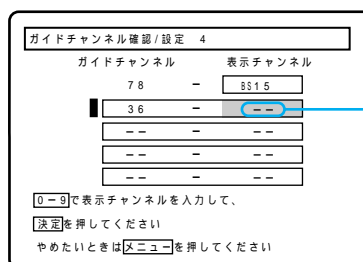 ガイドチャンネル確認/設定 4
ガイドチャンネル 表示チャンネル
78 － BS15
36 － －－
－－ － －－
－－ － －－
－－ － －－
0－9で表示チャンネルを入力して、
決定を押してください
やめたいときはメニューを押してください